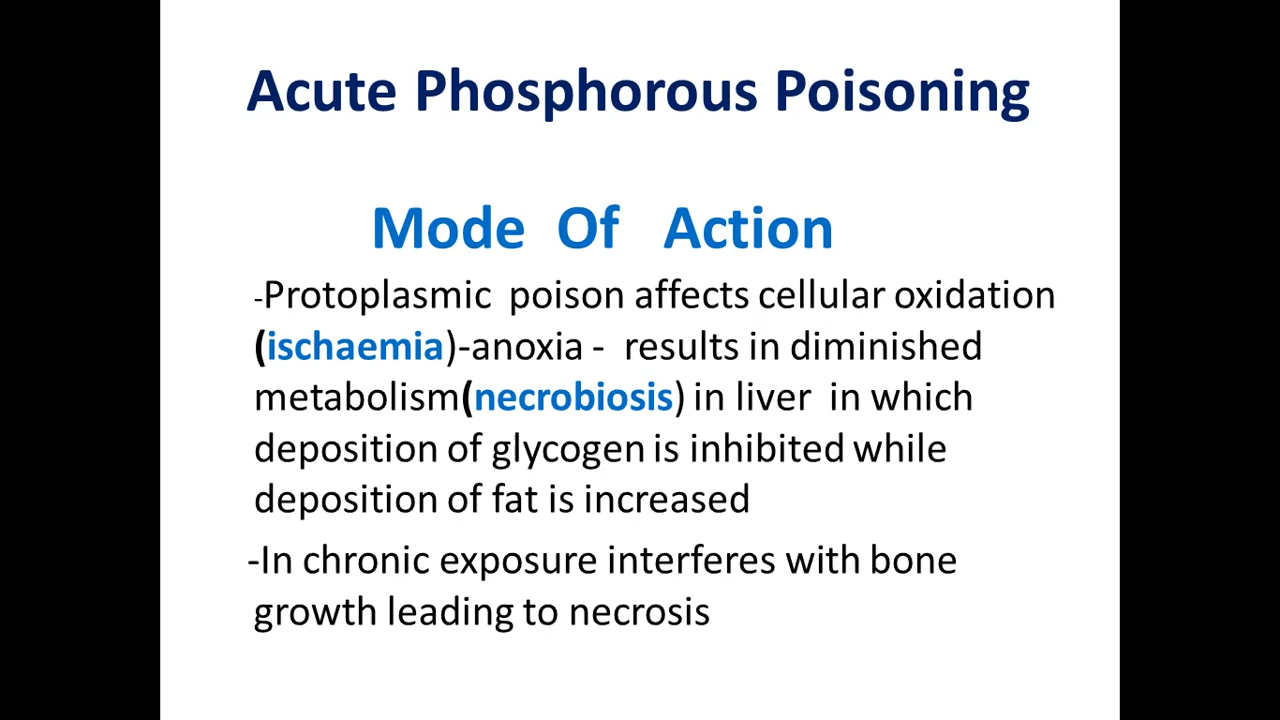 Acute Phosphorous Poisoning
Mode Of Action
-Protoplasmic poison affects cellular oxidation
(ischaemia)-anoxia - results in diminished
metabolism(necrobiosis) in liver in which
deposition of glycogen is inhibited while
deposition of fat is increased
-In chronic exposure interferes with bone
growth leading to necrosis